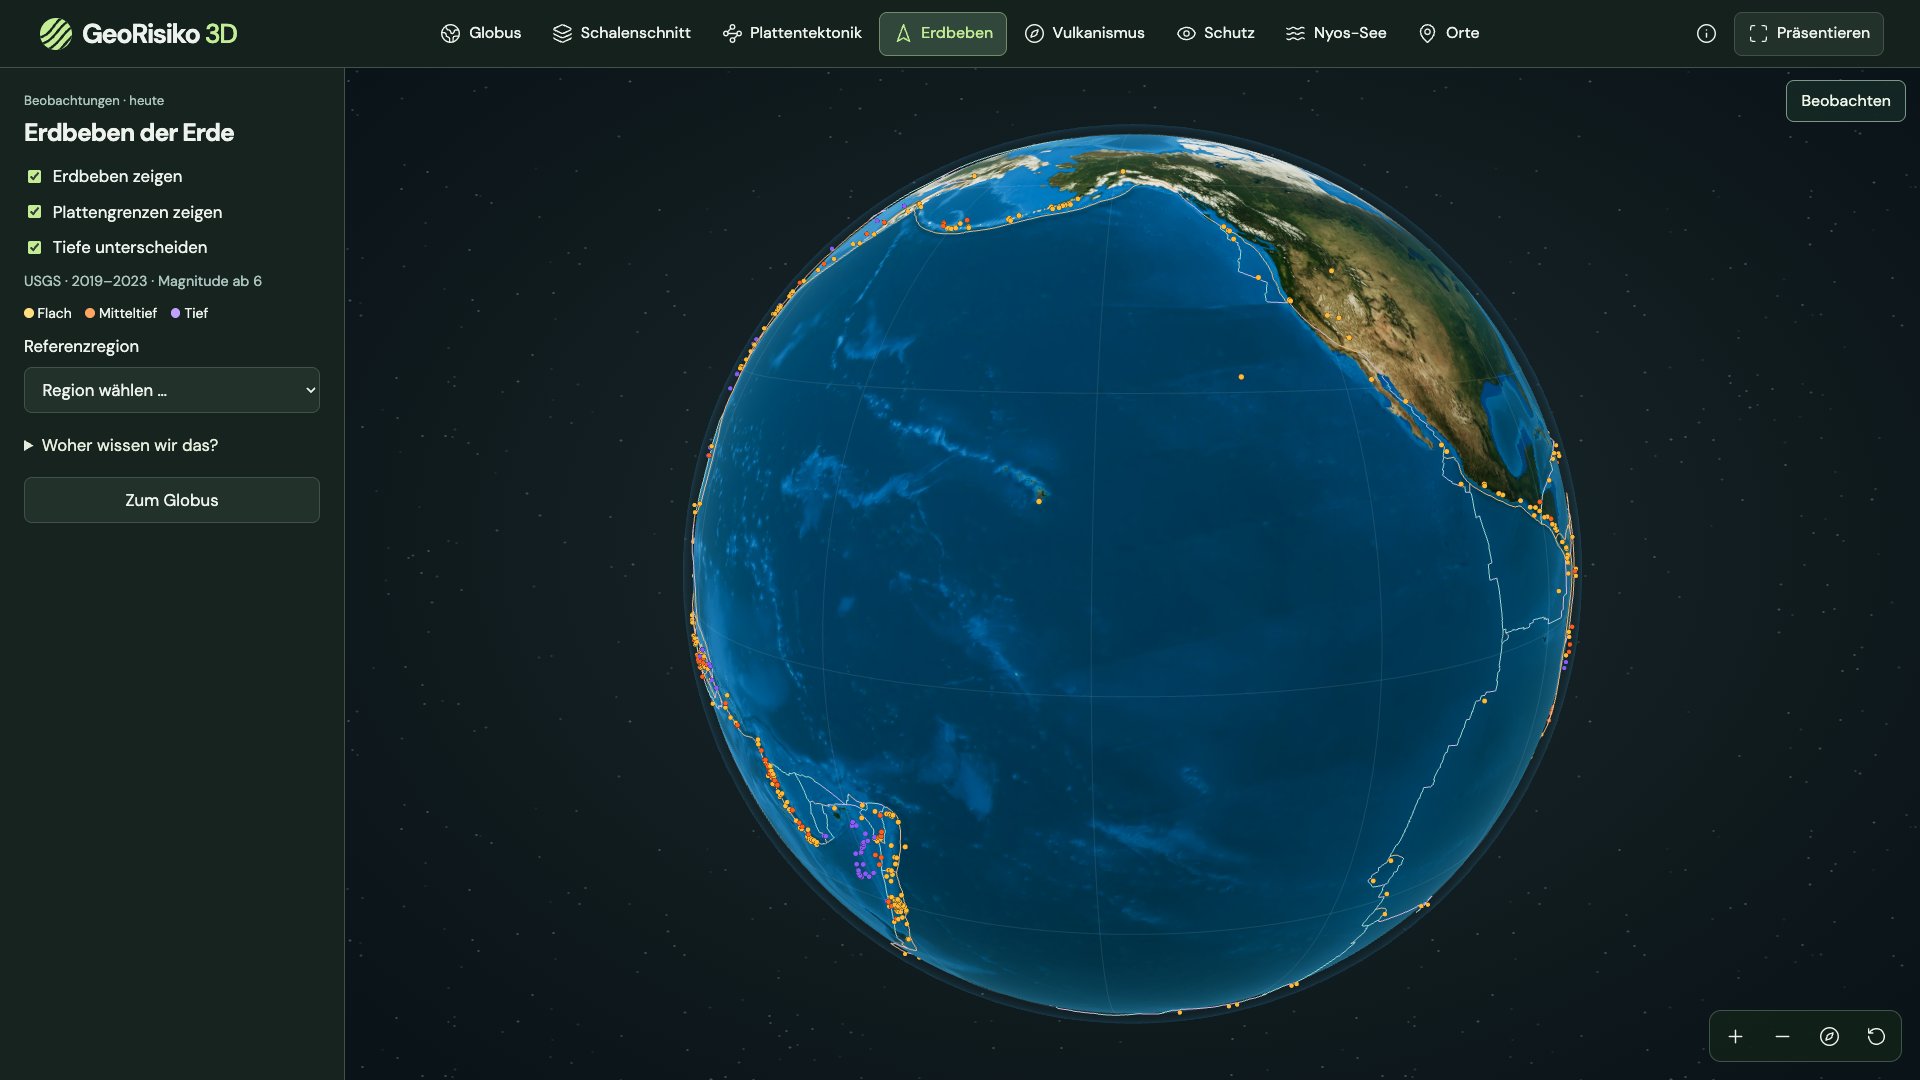 GeoRisiko 3D
Globus
Schalenschnitt
Plattentektonik
Erdbeben
Vulkanismus
Schutz
Nyos-See
Orte
Präsentieren
Beobachtungen · heute
Erdbeben der Erde
Erdbeben zeigen
Plattengrenzen zeigen
Tiefe unterscheiden
USGS · 2019–2023 · Magnitude ab 6
Flach Mitteltief Tief
Referenzregion
Region wählen ...
Woher wissen wir das?
Zum Globus
Beobachten